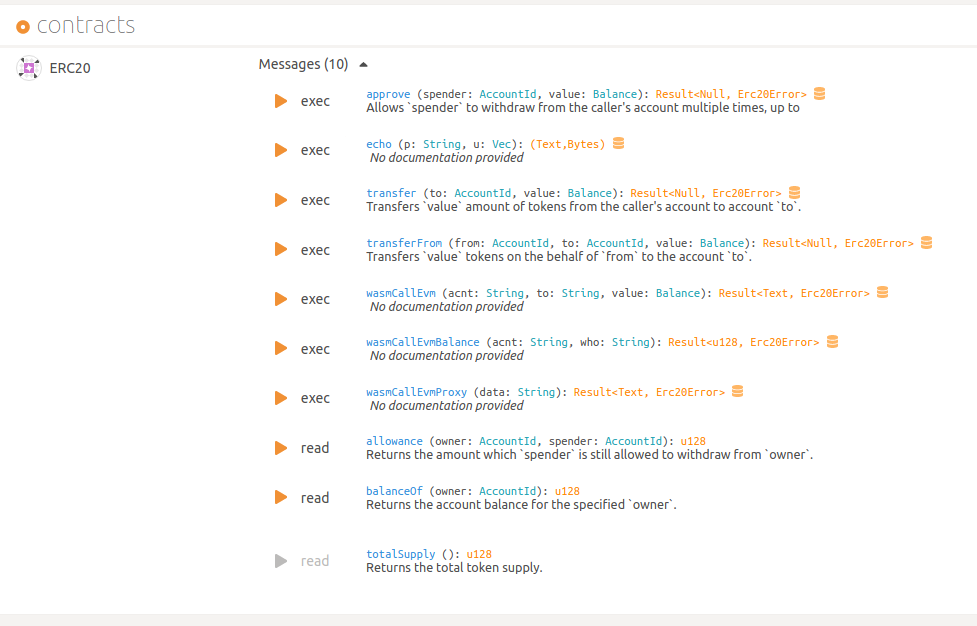 contracts
ERC20
Messages (10)
exec
approve (spender: AccountId, value: Balance): Result<Null, Erc20Error>
Allows `spender` to withdraw from the caller's account multiple times, up to
exec
echo (p: String, u: Vec): (Text,Bytes)
No documentation provided
exec
transfer (to: AccountId, value: Balance): Result<Null, Erc20Error>
Transfers `value` amount of tokens from the caller's account to account `to`.
exec
transferFrom (from: AccountId, to: AccountId, value: Balance): Result<Null, Erc20Error>
Transfers `value` tokens on the behalf of `from` to the account `to`.
exec
wasmCallEvm (acnt: String, to: String, value: Balance): Result<Text, Erc20Error>
No documentation provided
exec
wasmCallEvmBalance (acnt: String, who: String): Result<u128, Erc20Error>
No documentation provided
exec
wasmCallEvmProxy (data: String): Result<Text, Erc20Error>
No documentation provided
read
allowance (owner: AccountId, spender: AccountId): u128
Returns the amount which `spender` is still allowed to withdraw from `owner`.
read
balanceOf (owner: AccountId): u128
Returns the account balance for the specified `owner`.
read
totalSupply (): u128
Returns the total token supply.